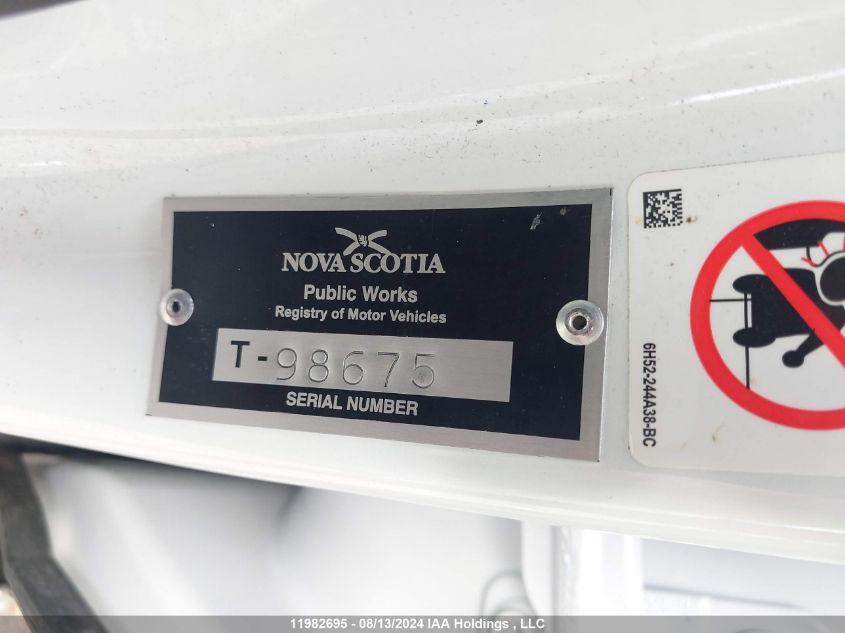 NOVA SCOTIA
Public Works
Registry of Motor Vehicles
T-98675
SERIAL NUMBER
6H52-244A38-BC
11982695 - 08/13/2024 IAA Holdings , LLC